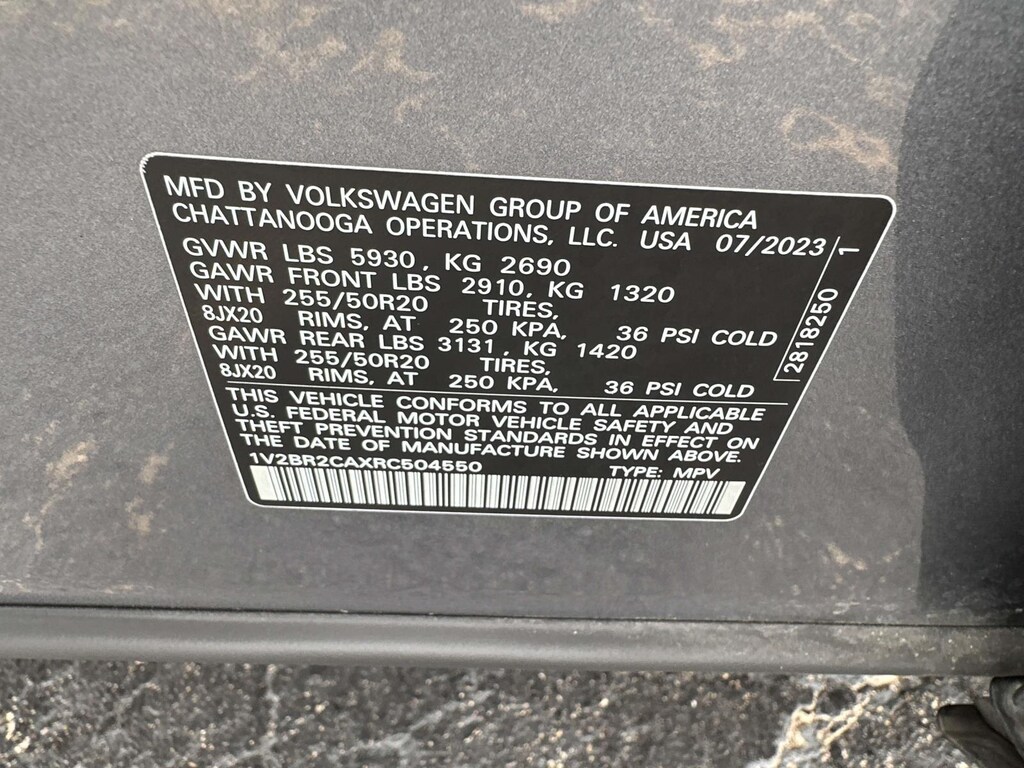 MFD BY VOLKSWAGEN GROUP OF AMERICA
CHATTANOOGA OPERATIONS, LLC. USA 07/2023
GVWR LBS 5930, KG 2690
GAWR FRONT LBS 2910, KG 1320
WITH 255/50R20 TIRES,
8JX20 RIMS, AT 250 KPA, 36 PSI COLD
GAWR REAR LBS 3131, KG 1420
WITH 255/50R20 TIRES,
8JX20 RIMS, AT 250 KPA, 36 PSI COLD
2818250 1
THIS VEHICLE CONFORMS TO ALL APPLICABLE
U.S. FEDERAL MOTOR VEHICLE SAFETY AND
THEFT PREVENTION STANDARDS IN EFFECT ON
THE DATE OF MANUFACTURE SHOWN ABOVE.
1V2BR2CAXRC504550 TYPE: MPV